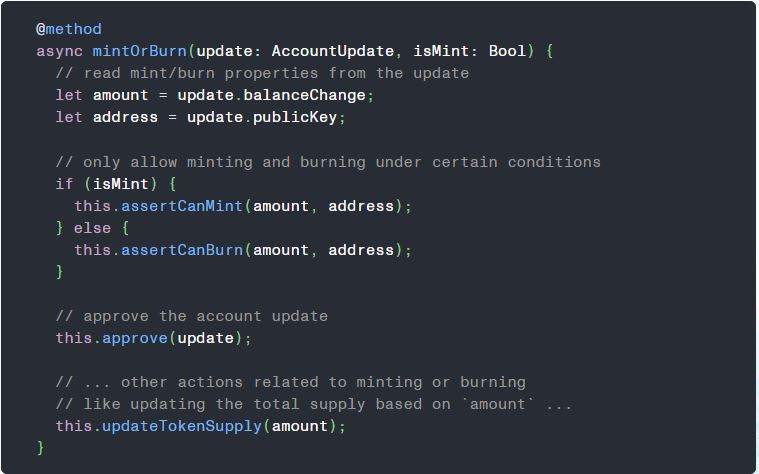 @method
async mintOrBurn(update: AccountUpdate, isMint: Bool) {
  // read mint/burn properties from the update
  let amount = update.balanceChange;
  let address = update.publicKey;

  // only allow minting and burning under certain conditions
  if (isMint) {
    this.assertCanMint(amount, address);
  } else {
    this.assertCanBurn(amount, address);
  }

  // approve the account update
  this.approve(update);

  // ... other actions related to minting or burning
  // like updating the total supply based on `amount` ...
  this.updateTokenSupply(amount);
}